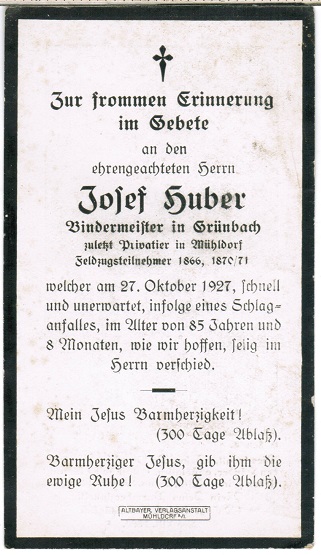 Zur frommen Erinnerung
im Gebete
an den
ehrengeachteten Herrn
Josef Huber
Bindermeister in Grünbach
zuletzt Privatier in Mühldorf
Feldzugsteilnehmer 1866, 1870/71
welcher am 27. Oktober 1927, schnell
und unerwartet, infolge eines Schlag-
anfalles, im Alter von 85 Jahren und
8 Monaten, wie wir hoffen, selig im
Herrn verschied.
Mein Jesus Barmherzigkeit!
(300 Tage Ablaß).
Barmherziger Jesus, gib ihm die
ewige Ruhe! (300 Tage Ablaß).
ALTBAYER. VERLAGSANSTALT
MÜHLDORF a/I